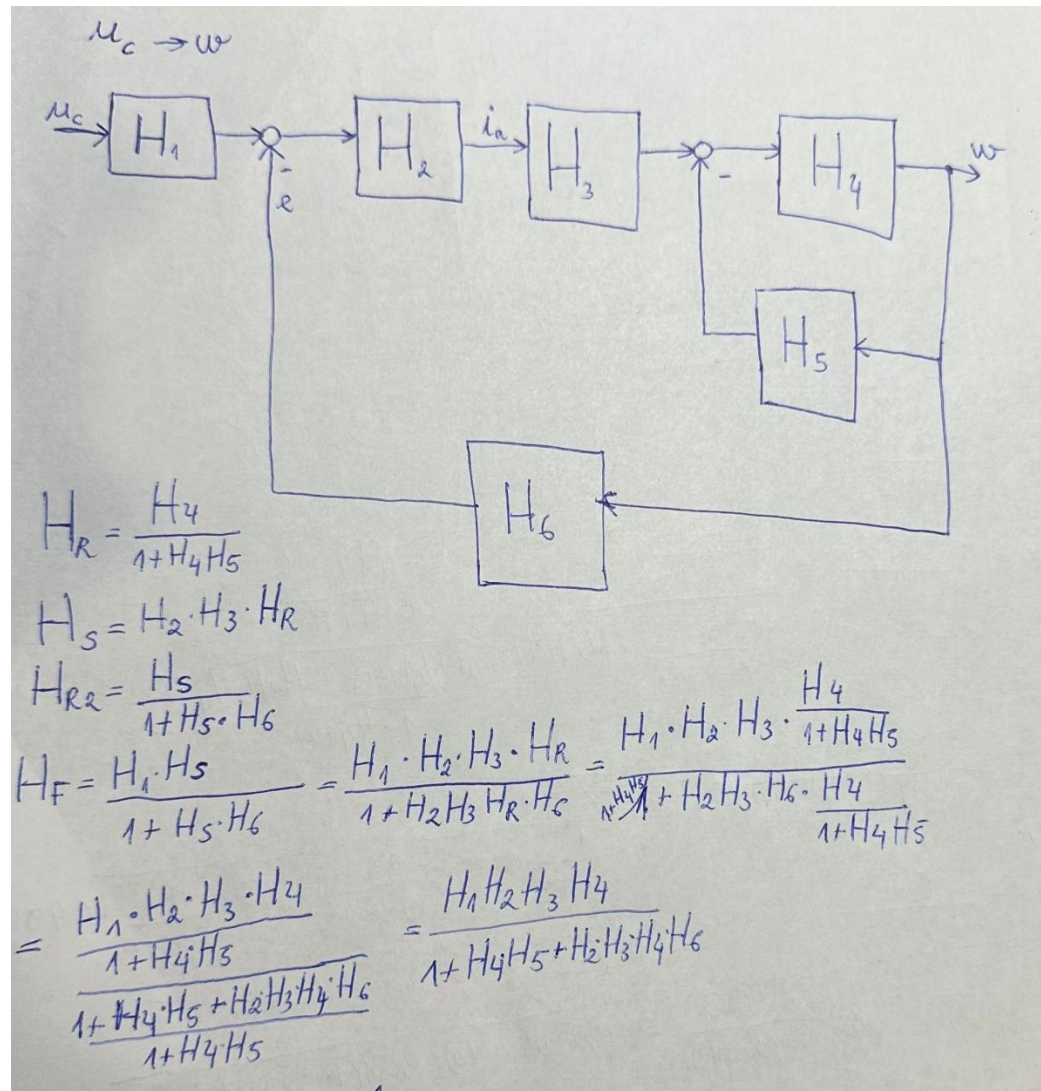 u_c → w
u_c H_1 H_2 i_a H_3 H_4 w
- e -
H_5
H_6
H_R = H_4 / (1 + H_4 H_5)
H_S = H_2 · H_3 · H_R
H_R2 = H_S / (1 + H_S · H_6)
H_F = (H_1 · H_S) / (1 + H_S · H_6) = (H_1 · H_2 · H_3 · H_R) / (1 + H_2 H_3 H_R · H_6) = (H_1 · H_2 · H_3 · H_4 / (1 + H_4 H_5)) / (1+H_4H_5) 1 + H_2 H_3 · H_6 · H_4 / (1 + H_4 H_5)
= ((H_1 · H_2 · H_3 · H_4) / (1 + H_4 · H_5)) / ((1 + H_4 · H_5 + H_2 · H_3 · H_4 · H_6) / (1 + H_4 · H_5)) = (H_1 H_2 H_3 H_4) / (1 + H_4 · H_5 + H_2 · H_3 · H_4 · H_6)